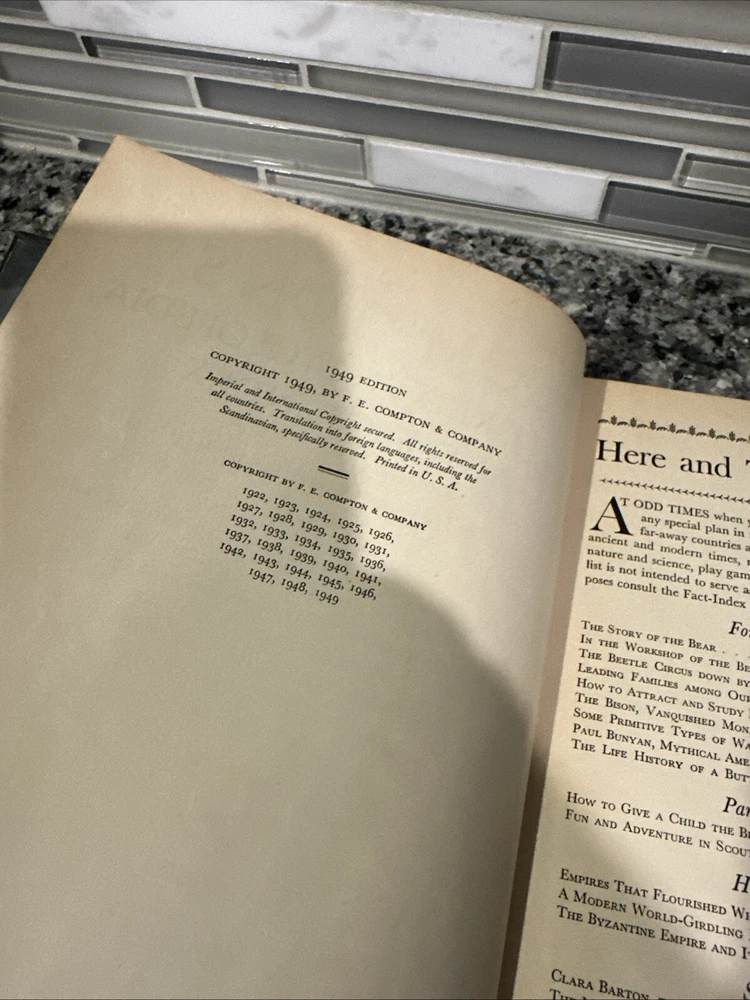 1949 EDITION
COPYRIGHT 1949, BY F. E. COMPTON & COMPANY
Imperial and International Copyright secured. All rights reserved for
all countries. Translation into foreign languages, including the
Scandinavian, specifically reserved. Printed in U. S. A.
COPYRIGHT BY F. E. COMPTON & COMPANY
1922, 1923, 1924, 1925, 1926,
1927, 1928, 1929, 1930, 1931,
1932, 1933, 1934, 1935, 1936,
1937, 1938, 1939, 1940, 1941,
1942, 1943, 1944, 1945, 1946,
1947, 1948, 1949
Here and
AT ODD TIMES when
any special plan in
far-away countries
ancient and modern times,
nature and science, play
list is not intended to serve
poses consult the Fact-Index
THE STORY OF THE BEAR . .
IN THE WORKSHOP OF THE
THE BEETLE CIRCUS DOWN BY
LEADING FAMILIES AMONG
HOW TO ATTRACT AND STUDY
THE BISON, VANQUISHED
SOME PRIMITIVE TYPES OF
PAUL BUNYAN, MYTHICAL
THE LIFE HISTORY OF A
HOW TO GIVE A CHILD THE
FUN AND ADVENTURE IN
EMPIRES THAT FLOURISHED
A MODERN WORLD-GIRDLING
THE BYZANTINE EMPIRE AND
CLARA BARTON,